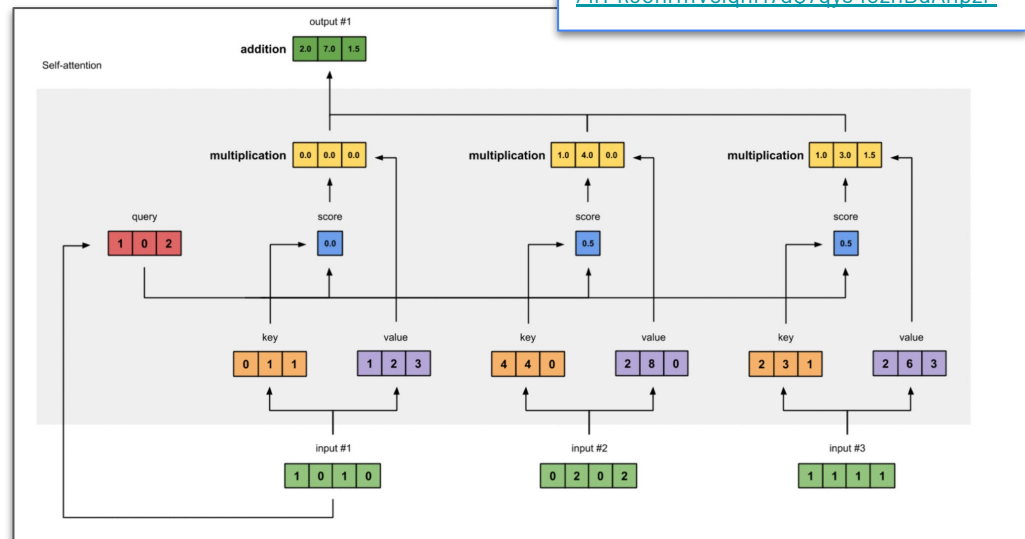 output #1
addition 2.0 7.0 1.5
Self-attention
multiplication 0.0 0.0 0.0
multiplication 1.0 4.0 0.0
multiplication 1.0 3.0 1.5
query
score
score
score
1 0 2
0.0
0.5
0.5
key
value
key
value
key
value
0 1 1
1 2 3
4 4 0
2 8 0
2 3 1
2 6 3
input #1
input #2
input #3
1 0 1 0
0 2 0 2
1 1 1 1